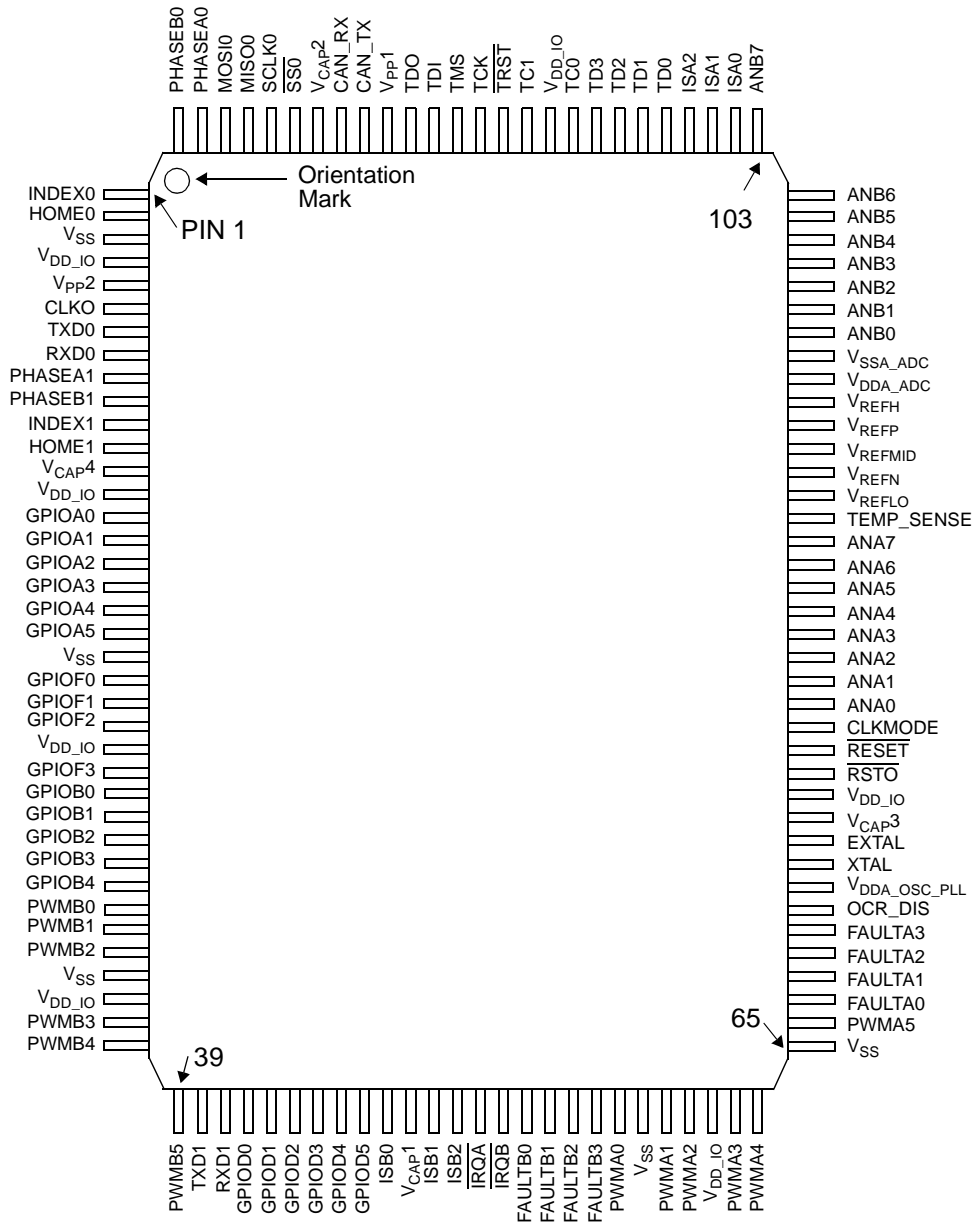 PHASEB0
PHASEA0
MOSI0
MISO0
SCLK0
SS0
VCAP2
CAN_RX
CAN_TX
VPP1
TDO
TDI
TMS
TCK
TRST
TC1
VDD_IO
TC0
TD3
TD2
TD1
TD0
ISA2
ISA1
ISA0
ANB7
Orientation
Mark
PIN 1
103
INDEX0
HOME0
VSS
VDD_IO
VPP2
CLKO
TXD0
RXD0
PHASEA1
PHASEB1
INDEX1
HOME1
VCAP4
VDD_IO
GPIOA0
GPIOA1
GPIOA2
GPIOA3
GPIOA4
GPIOA5
VSS
GPIOF0
GPIOF1
GPIOF2
VDD_IO
GPIOF3
GPIOB0
GPIOB1
GPIOB2
GPIOB3
GPIOB4
PWMB0
PWMB1
PWMB2
VSS
VDD_IO
PWMB3
PWMB4
ANB6
ANB5
ANB4
ANB3
ANB2
ANB1
ANB0
VSSA_ADC
VDDA_ADC
VREFH
VREFP
VREFMID
VREFN
VREFLO
TEMP_SENSE
ANA7
ANA6
ANA5
ANA4
ANA3
ANA2
ANA1
ANA0
CLKMODE
RESET
RSTO
VDD_IO
VCAP3
EXTAL
XTAL
VDDA_OSC_PLL
OCR_DIS
FAULTA3
FAULTA2
FAULTA1
FAULTA0
PWMA5
VSS
65
39
PWMB5
TXD1
RXD1
GPIOD0
GPIOD1
GPIOD2
GPIOD3
GPIOD4
GPIOD5
ISB0
VCAP1
ISB1
ISB2
IRQA
IRQB
FAULTB0
FAULTB1
FAULTB2
FAULTB3
PWMA0
VSS
PWMA1
PWMA2
VDD_IO
PWMA3
PWMA4